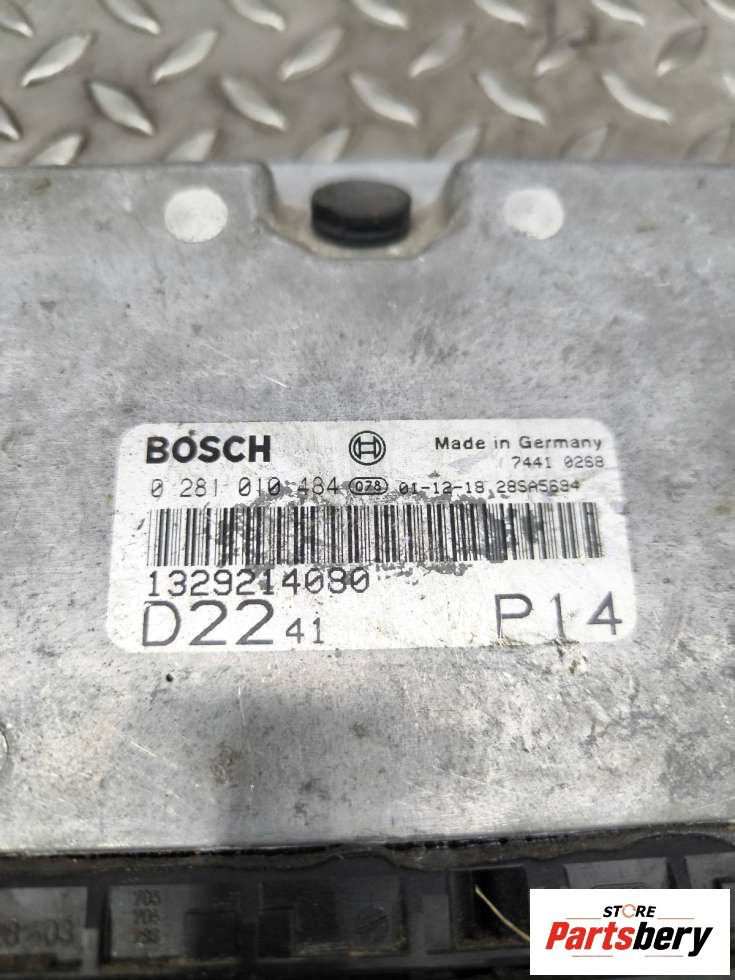 BOSCH Made in Germany
7441 0268
0 281 010 484 078 01-12-18 28SA5694
1329214080
D22 41 P14
703
STORE
Partsbery